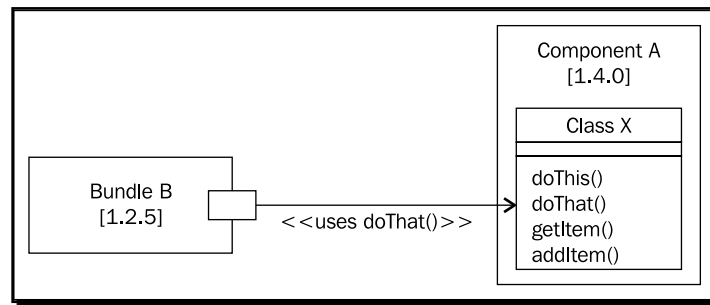 Component A
[1.4.0]
Class X
doThis()
doThat()
getItem()
addItem()
Bundle B
[1.2.5]
<<uses doThat()>>